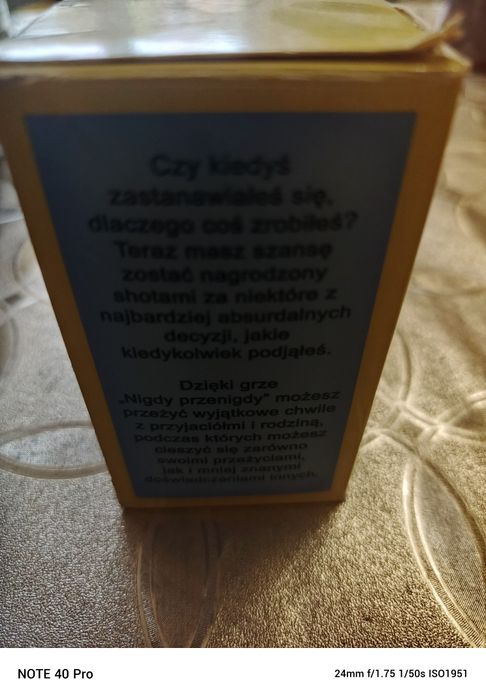 Czy kiedyś
zastanawiałeś się,
dlaczego coś zrobiłeś?
Teraz masz szansę
zostać nagrodzony
shotami za niektóre z
najbardziej absurdalnych
decyzji, jakie
kiedykolwiek podjąłeś.
Dzięki grze
„Nigdy przenigdy” możesz
przeżyć wyjątkowe chwile
z przyjaciółmi i rodziną,
podczas których możesz
cieszyć się zarówno
swoimi przeżyciami,
jak i mniej znanymi
doświadczeniami innych.
NOTE 40 Pro
24mm f/1.75 1/50s ISO1951